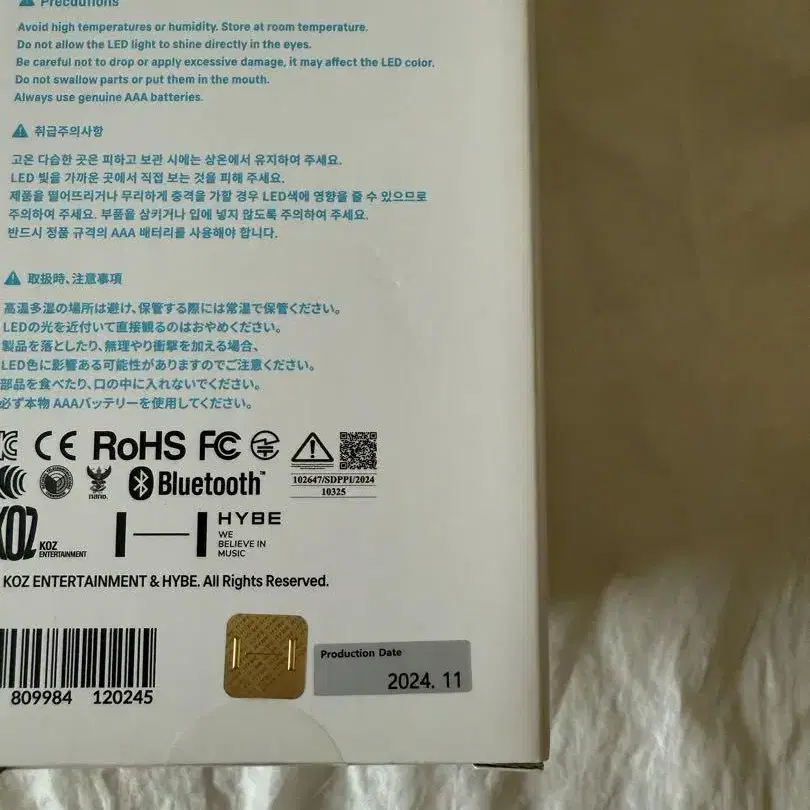 Precautions
Avoid high temperatures or humidity. Store at room temperature.
Do not allow the LED light to shine directly in the eyes.
Be careful not to drop or apply excessive damage, it may affect the LED color.
Do not swallow parts or put them in the mouth.
Always use genuine AAA batteries.
취급주의사항
고온 다습한 곳은 피하고 보관 시에는 상온에서 유지하여 주세요.
LED 빛을 가까운 곳에서 직접 보는 것을 피해 주세요.
제품을 떨어뜨리거나 무리하게 충격을 가할 경우 LED색에 영향을 줄 수 있으므로
주의하여 주세요. 부품을 삼키거나 입에 넣지 않도록 주의하여 주세요.
반드시 정품 규격의 AAA 배터리를 사용해야 합니다.
取扱時、注意事項
高温多湿の場所は避け、保管する際には常温で保管ください。
LEDの光を近付いて直接観るのはおやめください。
製品を落としたり、無理やり衝撃を加える場合、
LED色に影響ある可能性がありますのでご注意ください。
部品を食べたり、口の中に入れないでください。
必ず本物 AAAバッテリーを使用してください。
CE RoHS FC
Bluetooth™
102647/SDPPI/2024
10325
KOZ
KOZ
ENTERTAINMENT
HYBE
WE
BELIEVE IN
MUSIC
KOZ ENTERTAINMENT & HYBE. All Rights Reserved.
Production Date
2024. 11
809984 120245